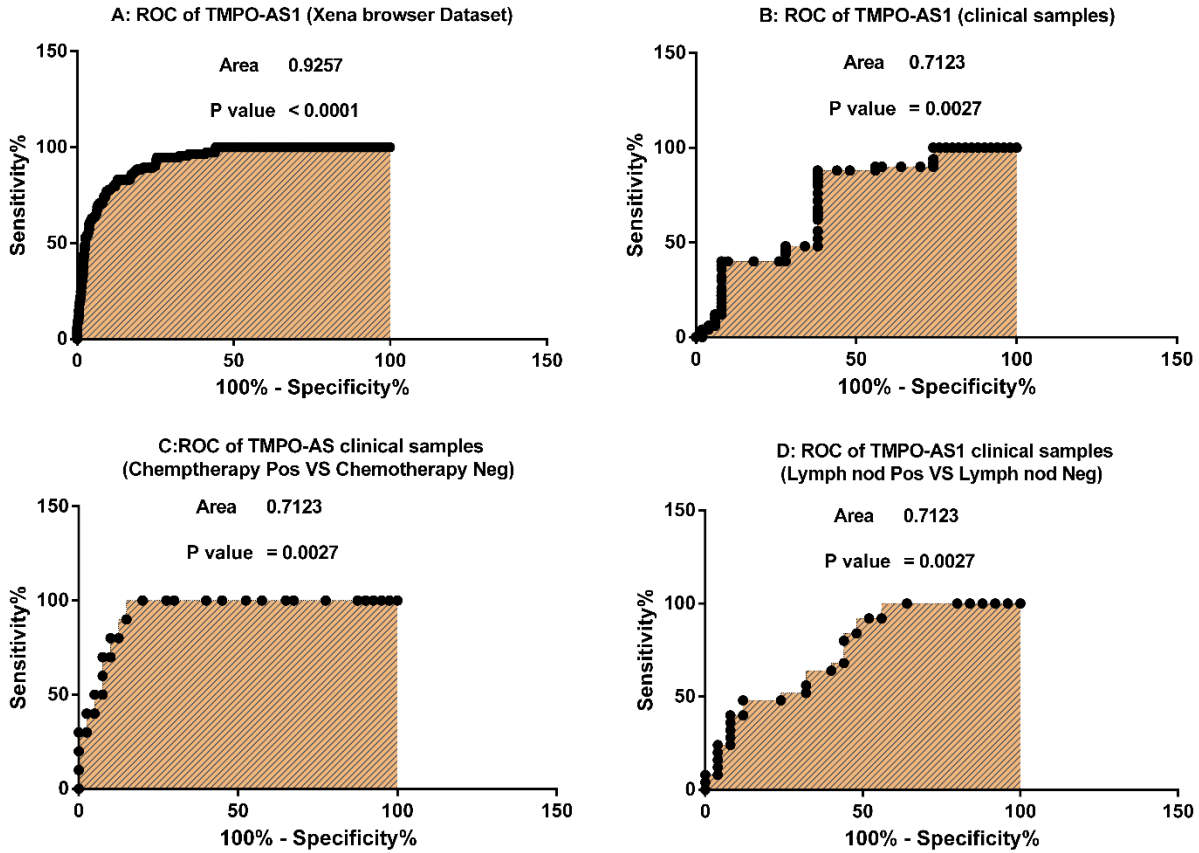 A: ROC of TMPO-AS1 (Xena browser Dataset)
150
Area 0.9257
P value < 0.0001
100
Sensitivity%
50
0
0 50 100 150
100% - Specificity%
B: ROC of TMPO-AS1 (clinical samples)
150
Area 0.7123
P value = 0.0027
100
Sensitivity%
50
0
0 50 100 150
100% - Specificity%
C:ROC of TMPO-AS clinical samples
(Chemptherapy Pos VS Chemotherapy Neg)
150
Area 0.7123
P value = 0.0027
100
Sensitivity%
50
0
0 50 100 150
100% - Specificity%
D: ROC of TMPO-AS1 clinical samples
(Lymph nod Pos VS Lymph nod Neg)
150
Area 0.7123
P value = 0.0027
100
Sensitivity%
50
0
0 50 100 150
100% - Specificity%